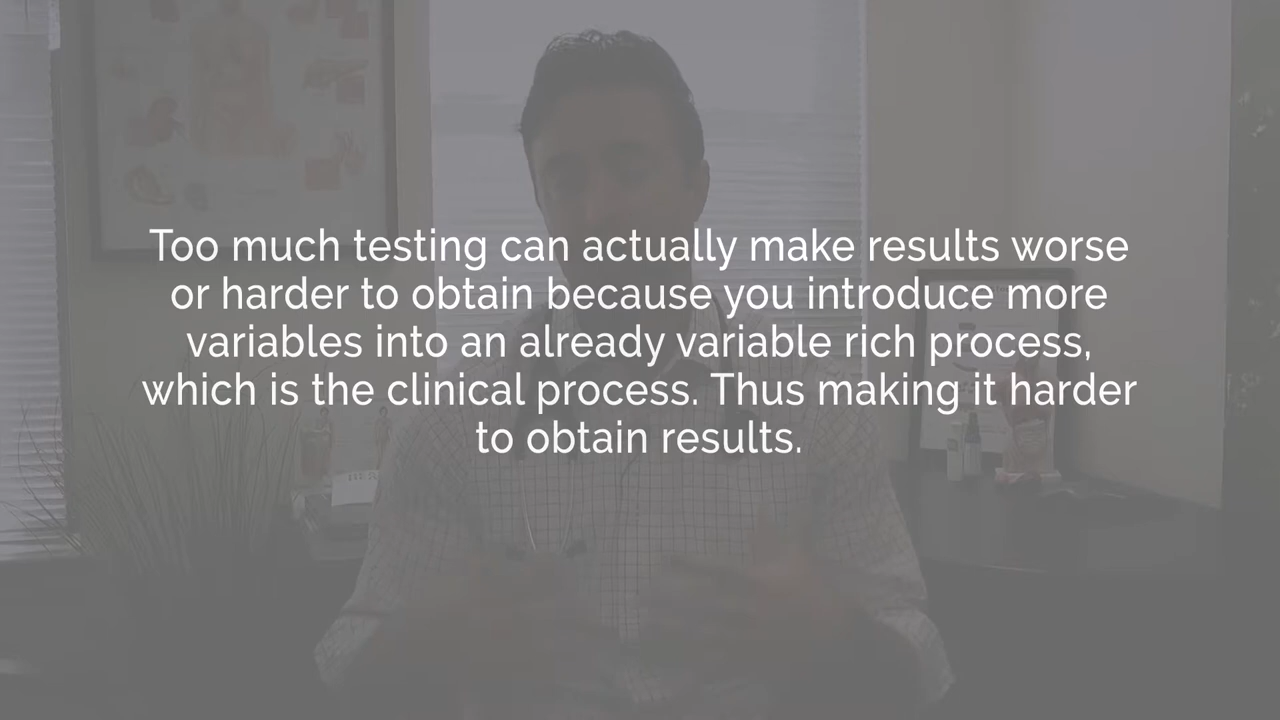 Too much testing can actually make results worse
or harder to obtain because you introduce more
variables into an already variable rich process,
which is the clinical process. Thus making it harder
to obtain results.